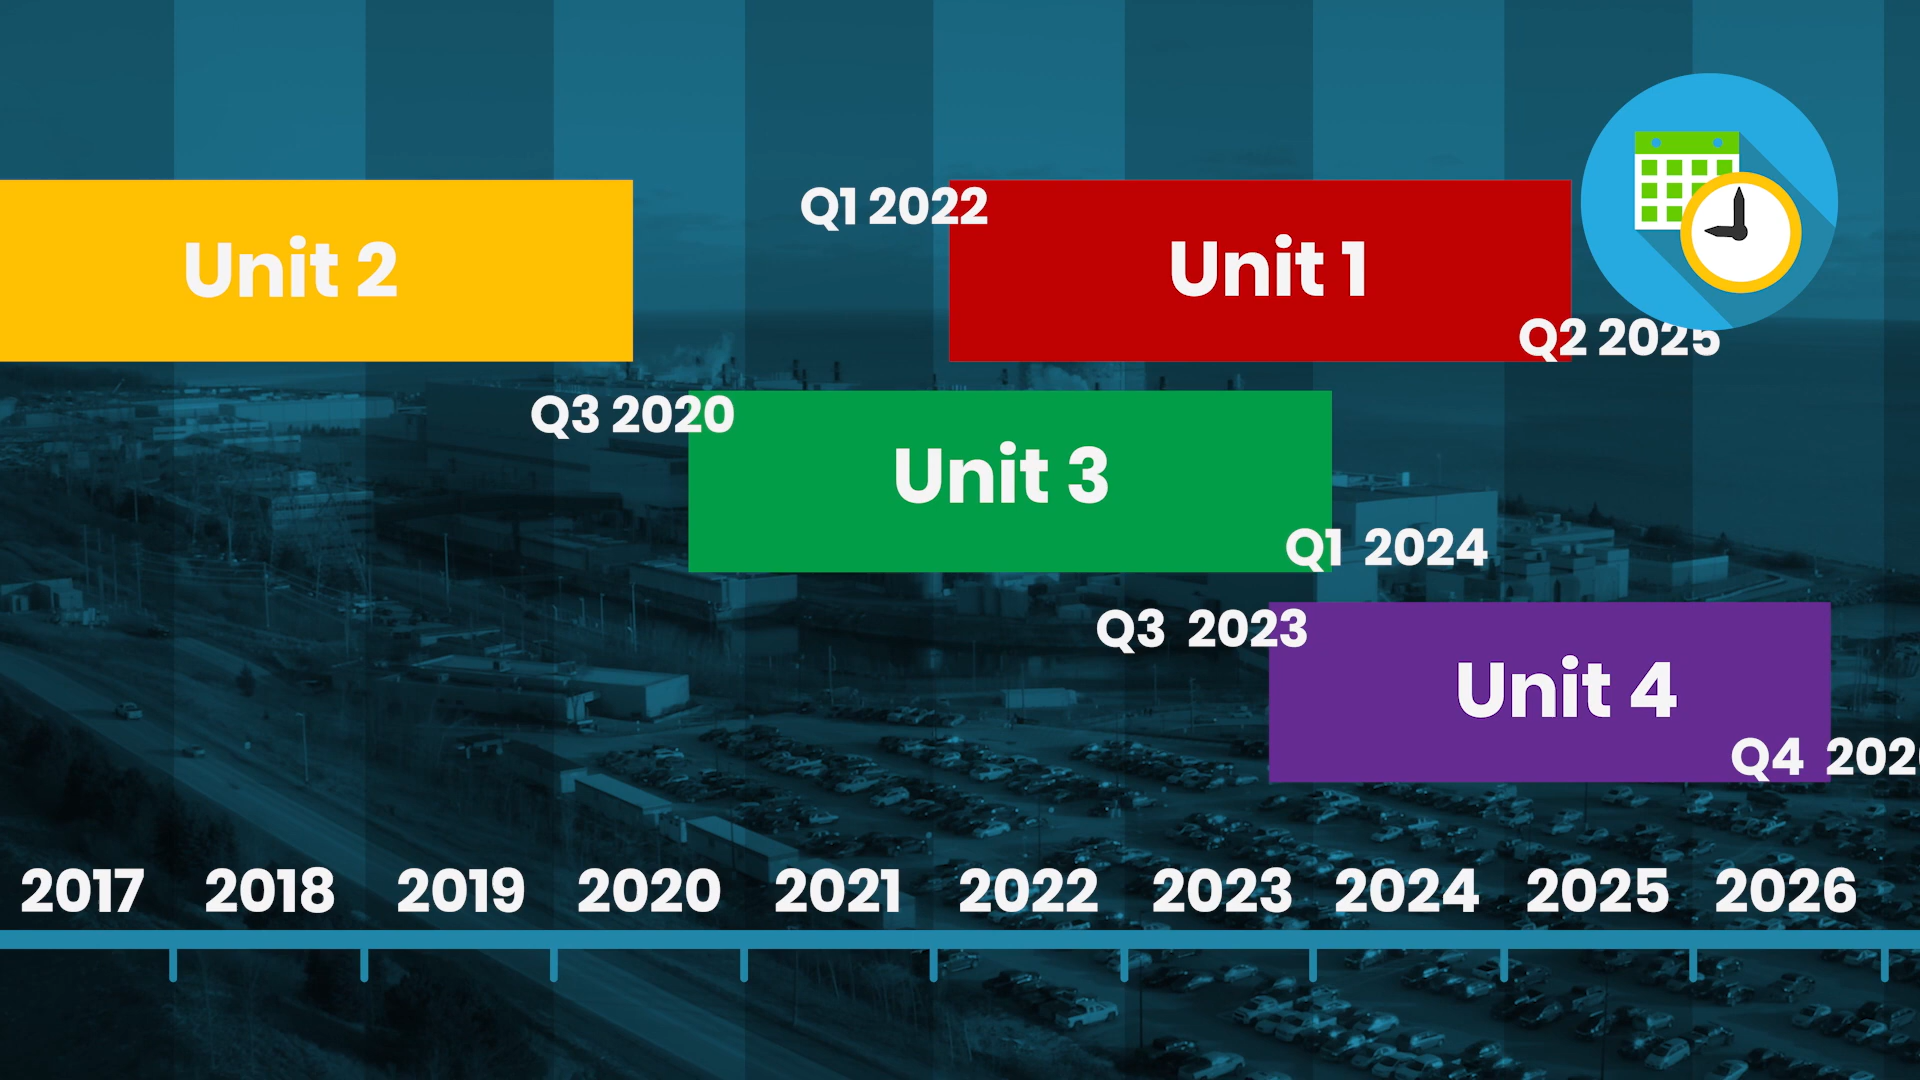 Unit 2
Q1 2022
Unit 1
Q2 2025
Q3 2020
Unit 3
Q1 2024
Q3 2023
Unit 4
Q4
2017 2018 2019 2020 2021 2022 2023 2024 2025 2026